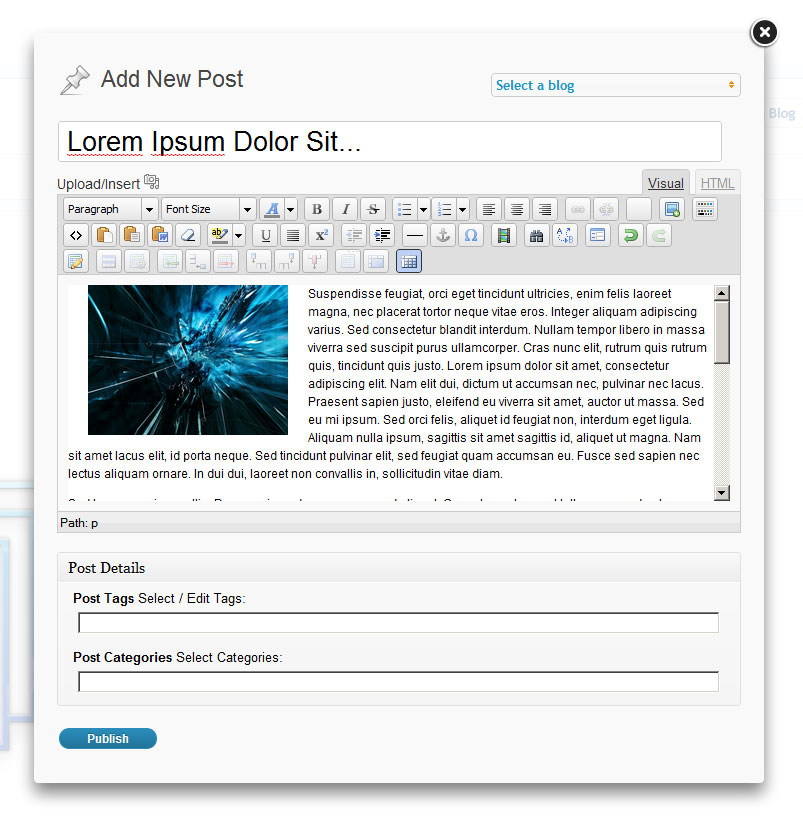 Add New Post
Select a blog
Blog
Lorem Ipsum Dolor Sit...
Upload/Insert
Visual
HTML
Paragraph
Font Size
A
B
I
S
ab
U
x²
Ω
Suspendisse feugiat, orci eget tincidunt ultricies, enim felis laoreet
magna, nec placerat tortor neque vitae eros. Integer aliquam adipiscing
varius. Sed consectetur blandit interdum. Nullam tempor libero in massa
viverra sed suscipit purus ullamcorper. Cras nunc elit, rutrum quis rutrum
quis, tincidunt quis justo. Lorem ipsum dolor sit amet, consectetur
adipiscing elit. Nam elit dui, dictum ut accumsan nec, pulvinar nec lacus.
Praesent sapien justo, eleifend eu viverra sit amet, auctor ut massa. Sed
eu mi ipsum. Sed orci felis, aliquet id feugiat non, interdum eget ligula.
Aliquam nulla ipsum, sagittis sit amet sagittis id, aliquet ut magna. Nam
sit amet lacus elit, id porta neque. Sed tincidunt pulvinar elit, sed feugiat quam accumsan eu. Fusce sed sapien nec
lectus aliquam ornare. In dui dui, laoreet non convallis in, sollicitudin vitae diam.
Path: p
Post Details
Post Tags Select / Edit Tags:
Post Categories Select Categories:
Publish